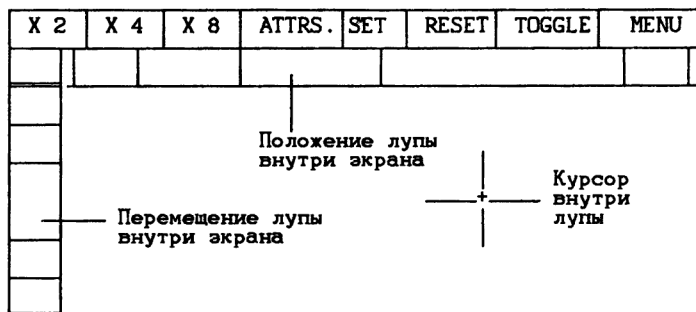 X 2 X 4 X 8 ATTRS. SET RESET TOGGLE MENU
Положение лупы
внутри экрана
Курсор
внутри
лупы
Перемещение лупы
внутри экрана